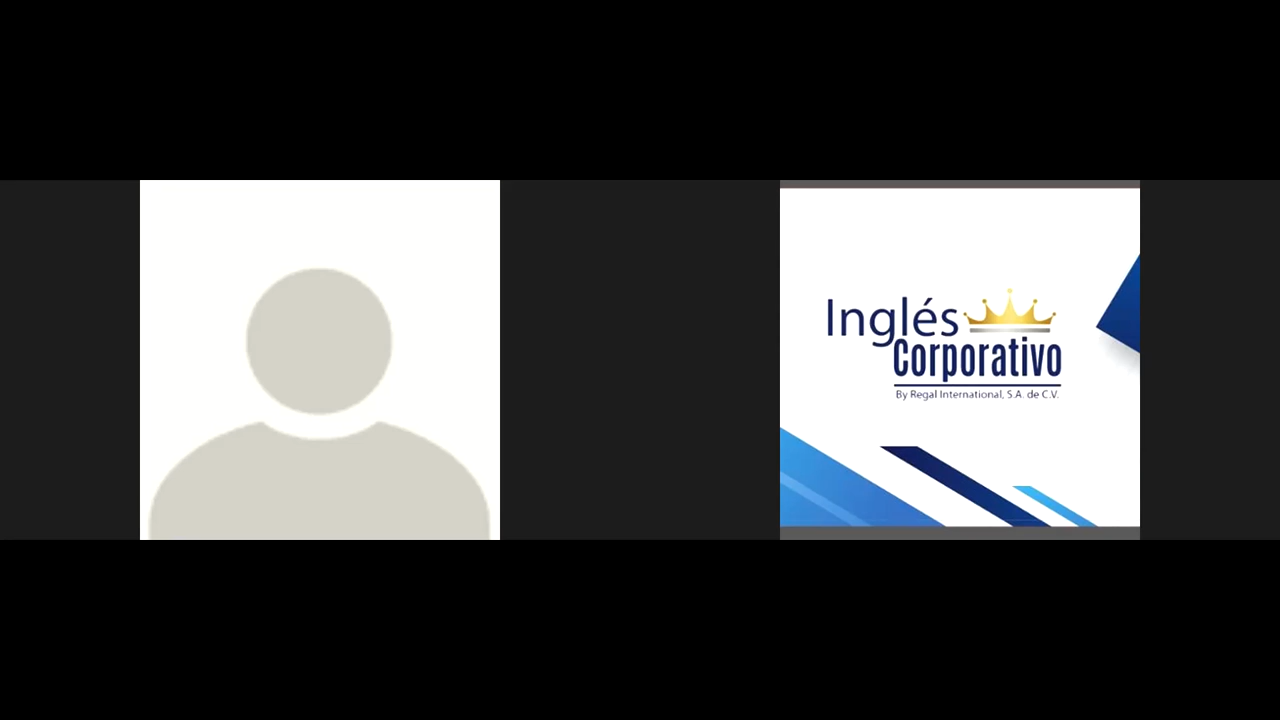 Inglés
Corporativo
By Regal International, S.A. de C.V.